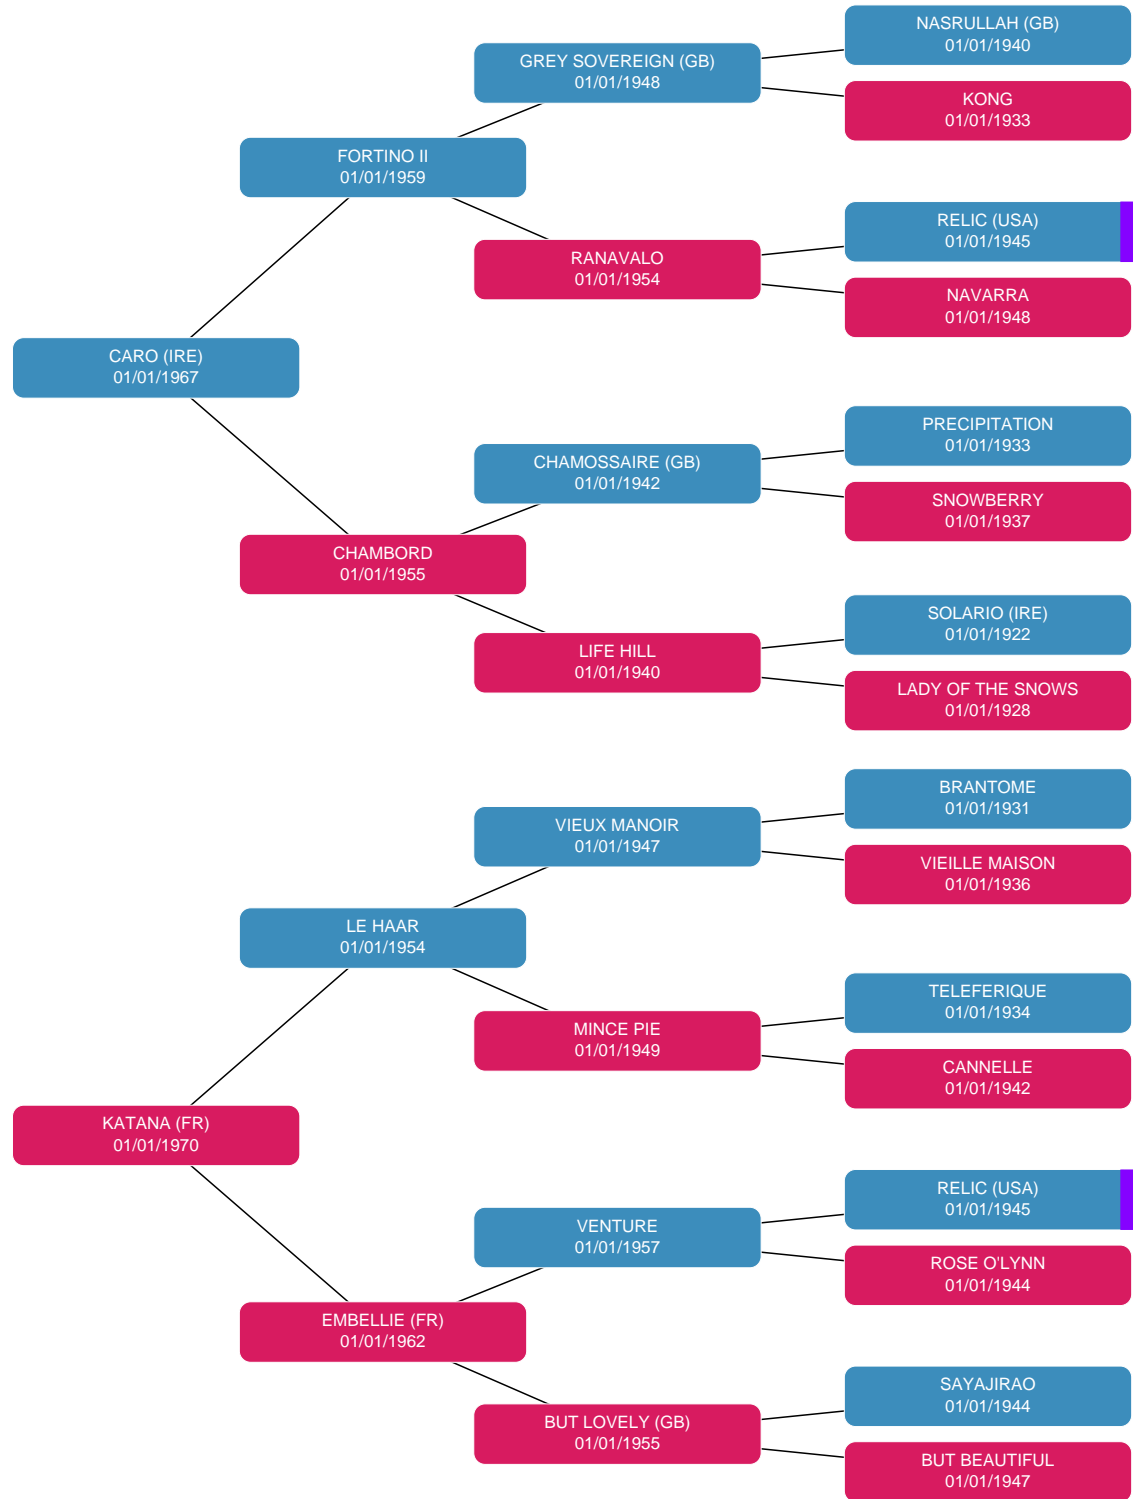 NASRULLAH (GB)
01/01/1940
GREY SOVEREIGN (GB)
01/01/1948
KONG
01/01/1933
FORTINO II
01/01/1959
RELIC (USA)
01/01/1945
RANAVALO
01/01/1954
NAVARRA
01/01/1948
CARO (IRE)
01/01/1967
PRECIPITATION
01/01/1933
CHAMOSSAIRE (GB)
01/01/1942
SNOWBERRY
01/01/1937
CHAMBORD
01/01/1955
SOLARIO (IRE)
01/01/1922
LIFE HILL
01/01/1940
LADY OF THE SNOWS
01/01/1928
BRANTOME
01/01/1931
VIEUX MANOIR
01/01/1947
VIEILLE MAISON
01/01/1936
LE HAAR
01/01/1954
TELEFERIQUE
01/01/1934
MINCE PIE
01/01/1949
CANNELLE
01/01/1942
KATANA (FR)
01/01/1970
RELIC (USA)
01/01/1945
VENTURE
01/01/1957
ROSE O'LYNN
01/01/1944
EMBELLIE (FR)
01/01/1962
SAYAJIRAO
01/01/1944
BUT LOVELY (GB)
01/01/1955
BUT BEAUTIFUL
01/01/1947